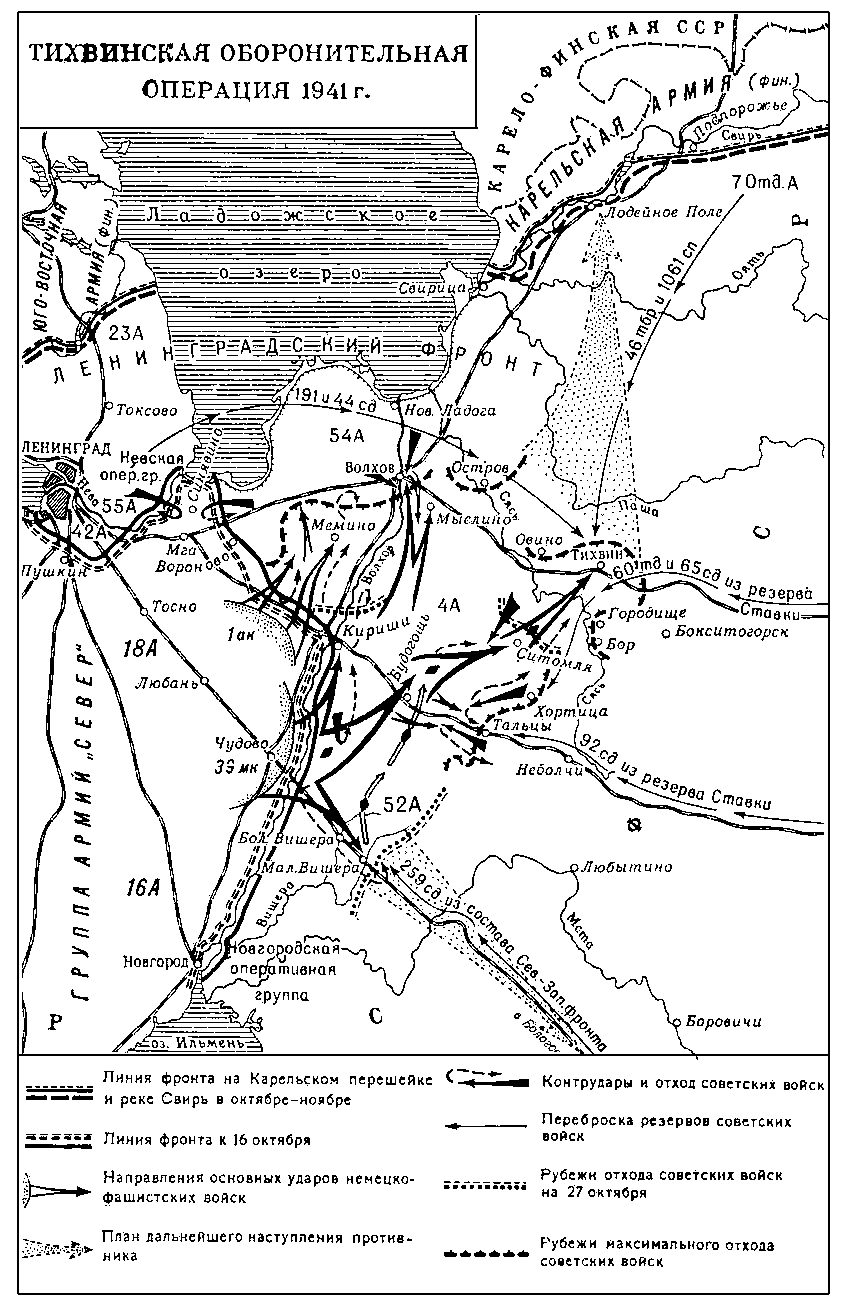 ТИХВИНСКАЯ ОБОРОНИТЕЛЬНАЯ
ОПЕРАЦИЯ 1941 г.
КАРЕЛО-ФИНСКАЯ ССР
КАРЕЛЬСКАЯ АРМИЯ (фин.)
Подпорожье
Свирь
7 Отд. А
Лодейное Поле
Р
Ладожское
озеро
ЮГО-ВОСТОЧНАЯ
АРМИЯ (фин.)
Свирица
Оять
46 тбр и 1061 сп
23А
ЛЕНИНГРАДСКИЙ ФРОНТ
Токсово
191 и 44 сд
Нов. Ладога
54А
ЛЕНИНГРАД
Невская
опер.гр.
Синявино
Волхов
Остров
Сясь
Нева
55А
42А
Мемино
Мыслино
Паша
С
Овино
ТИХВИН
Мга
Вороново
Волхов
Пушкин
60 тд и 65 сд из резерва
Ставки
Тосно
1 ак
4А
Городище
Бокситогорск
Бор
Кириши
18А
Будогощь
Ситомля
Любань
Сясь
Хортица
Тальцы
Чудово
39 мк
Неболчи
92 сд из резерва Ставки
ГРУППА АРМИЙ „СЕВЕР"
52А
Ф
Бол. Вишера
Мал. Вишера
Любытино
16А
Вишера
259 сд из состава Сев.-Зап. фронта
Мста
Новгород
Новгородская
оперативная
группа
Р
С
в Бологое
Боровичи
оз. Ильмень
Линия фронта на Карельском перешейке
и реке Свирь в октябре-ноябре
Линия фронта к 16 октября
Направления основных ударов немецко-
фашистских войск
План дальнейшего наступления против-
ника
Контрудары и отход советских войск
Переброска резервов советских
войск
Рубежи отхода советских войск
на 27 октября
Рубежи максимального отхода
советских войск